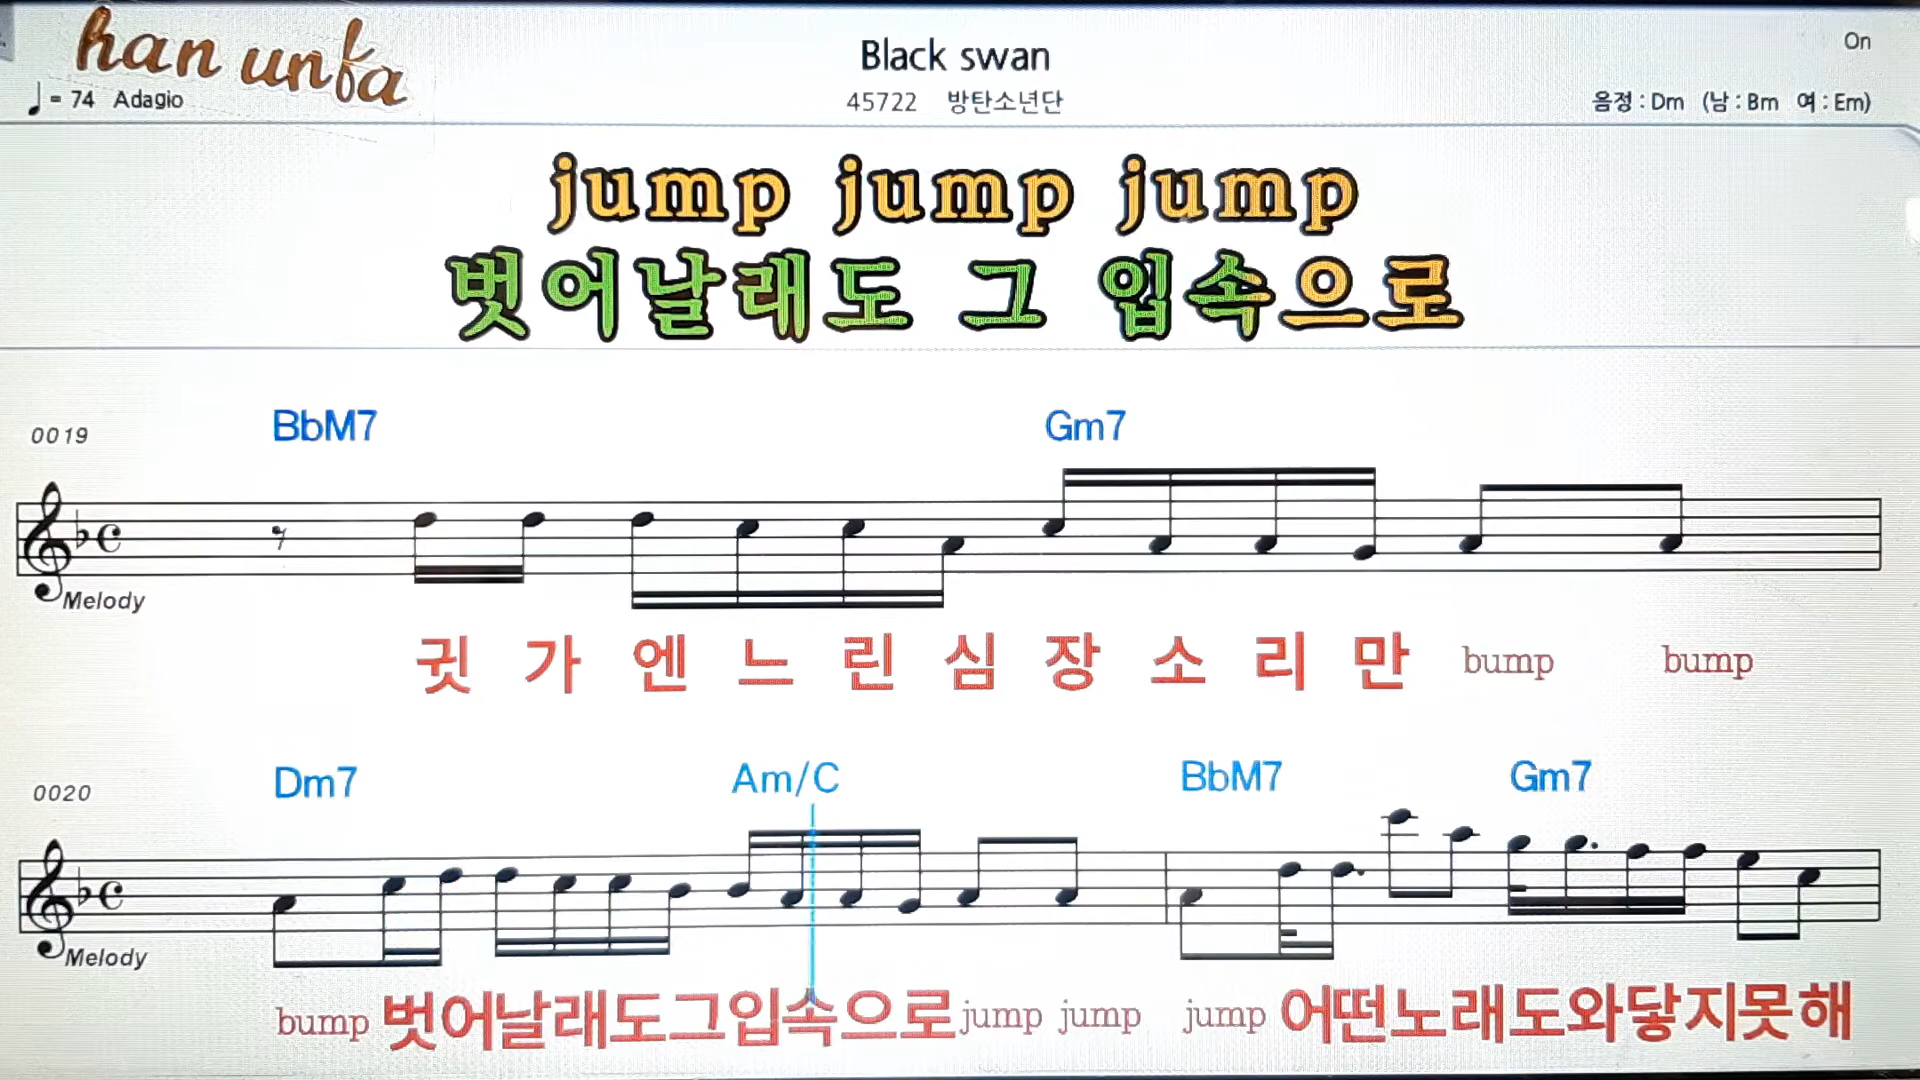 han unfa
Black swan
On
♩ = 74 Adagio
45722 방탄소년단
음정 : Dm (남 : Bm 여 : Em)
jump jump jump
벗어날래도 그 입속으로
0019 BbM7 Gm7
Melody
귓 가 엔 느 린 심 장 소 리 만 bump bump
0020 Dm7 Am/C BbM7 Gm7
Melody
bump 벗어날래도그입속으로 jump jump jump 어떤노래도와닿지못해